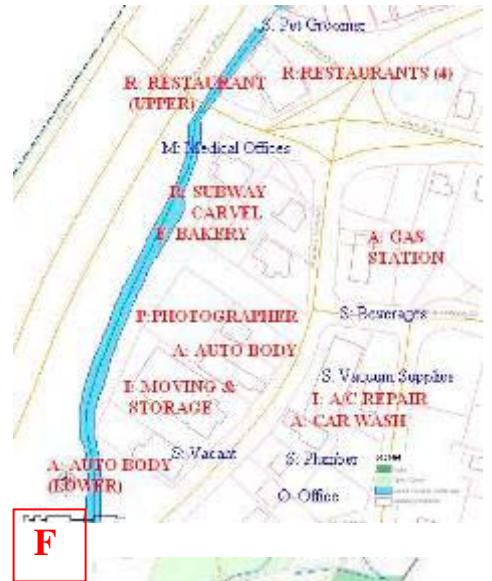 S: Pet Groomer
R: RESTAURANT
(UPPER)
R:RESTAURANTS (4)
M: Medical Offices
R: SUBWAY
CARVEL
F: BAKERY
A: GAS
STATION
P:PHOTOGRAPHER
S: Beverages
A: AUTO BODY
S: Vacuum Supplies
I: MOVING &
STORAGE
I: A/C REPAIR
A: CAR WASH
S: Vacant
S: Plumber
A: AUTO BODY
(LOWER)
O: Office
F